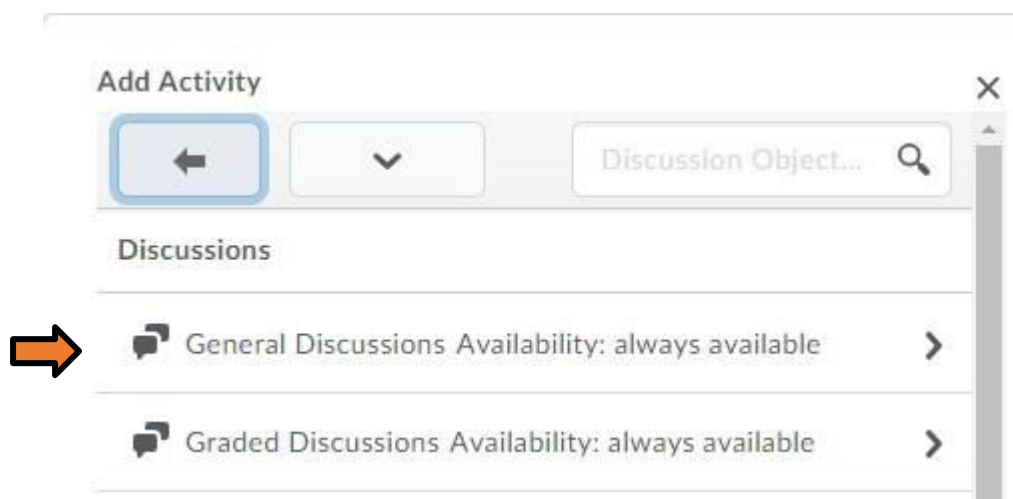 Add Activity
Discussion Object...
Discussions
General Discussions Availability: always available
Graded Discussions Availability: always available